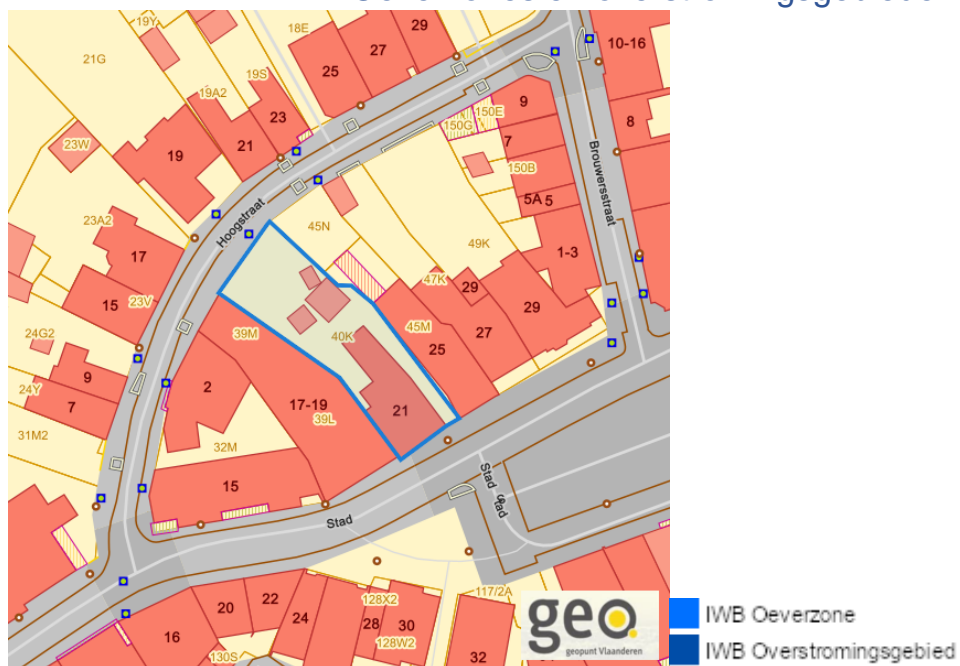 19Y
18E
29
27
25
10-16
21G
19S
19A2
23
21
19
23W
9
150E
150G
8
7
150B
Brouwersstraat
5A 5
Hoogstraat
45N
23A2
17
49K
1-3
15
23V
47K
29
29
24G2
39M
40K
45M
27
25
9
24Y
7
2
17-19
39L
21
31M2
32M
15
Stad
Stad
Stad
117/2A
128X2
22
20
24
28
30
128W2
16
130S
32
geo
geopunt Vlaanderen
IWB Oeverzone
IWB Overstromingsgebied